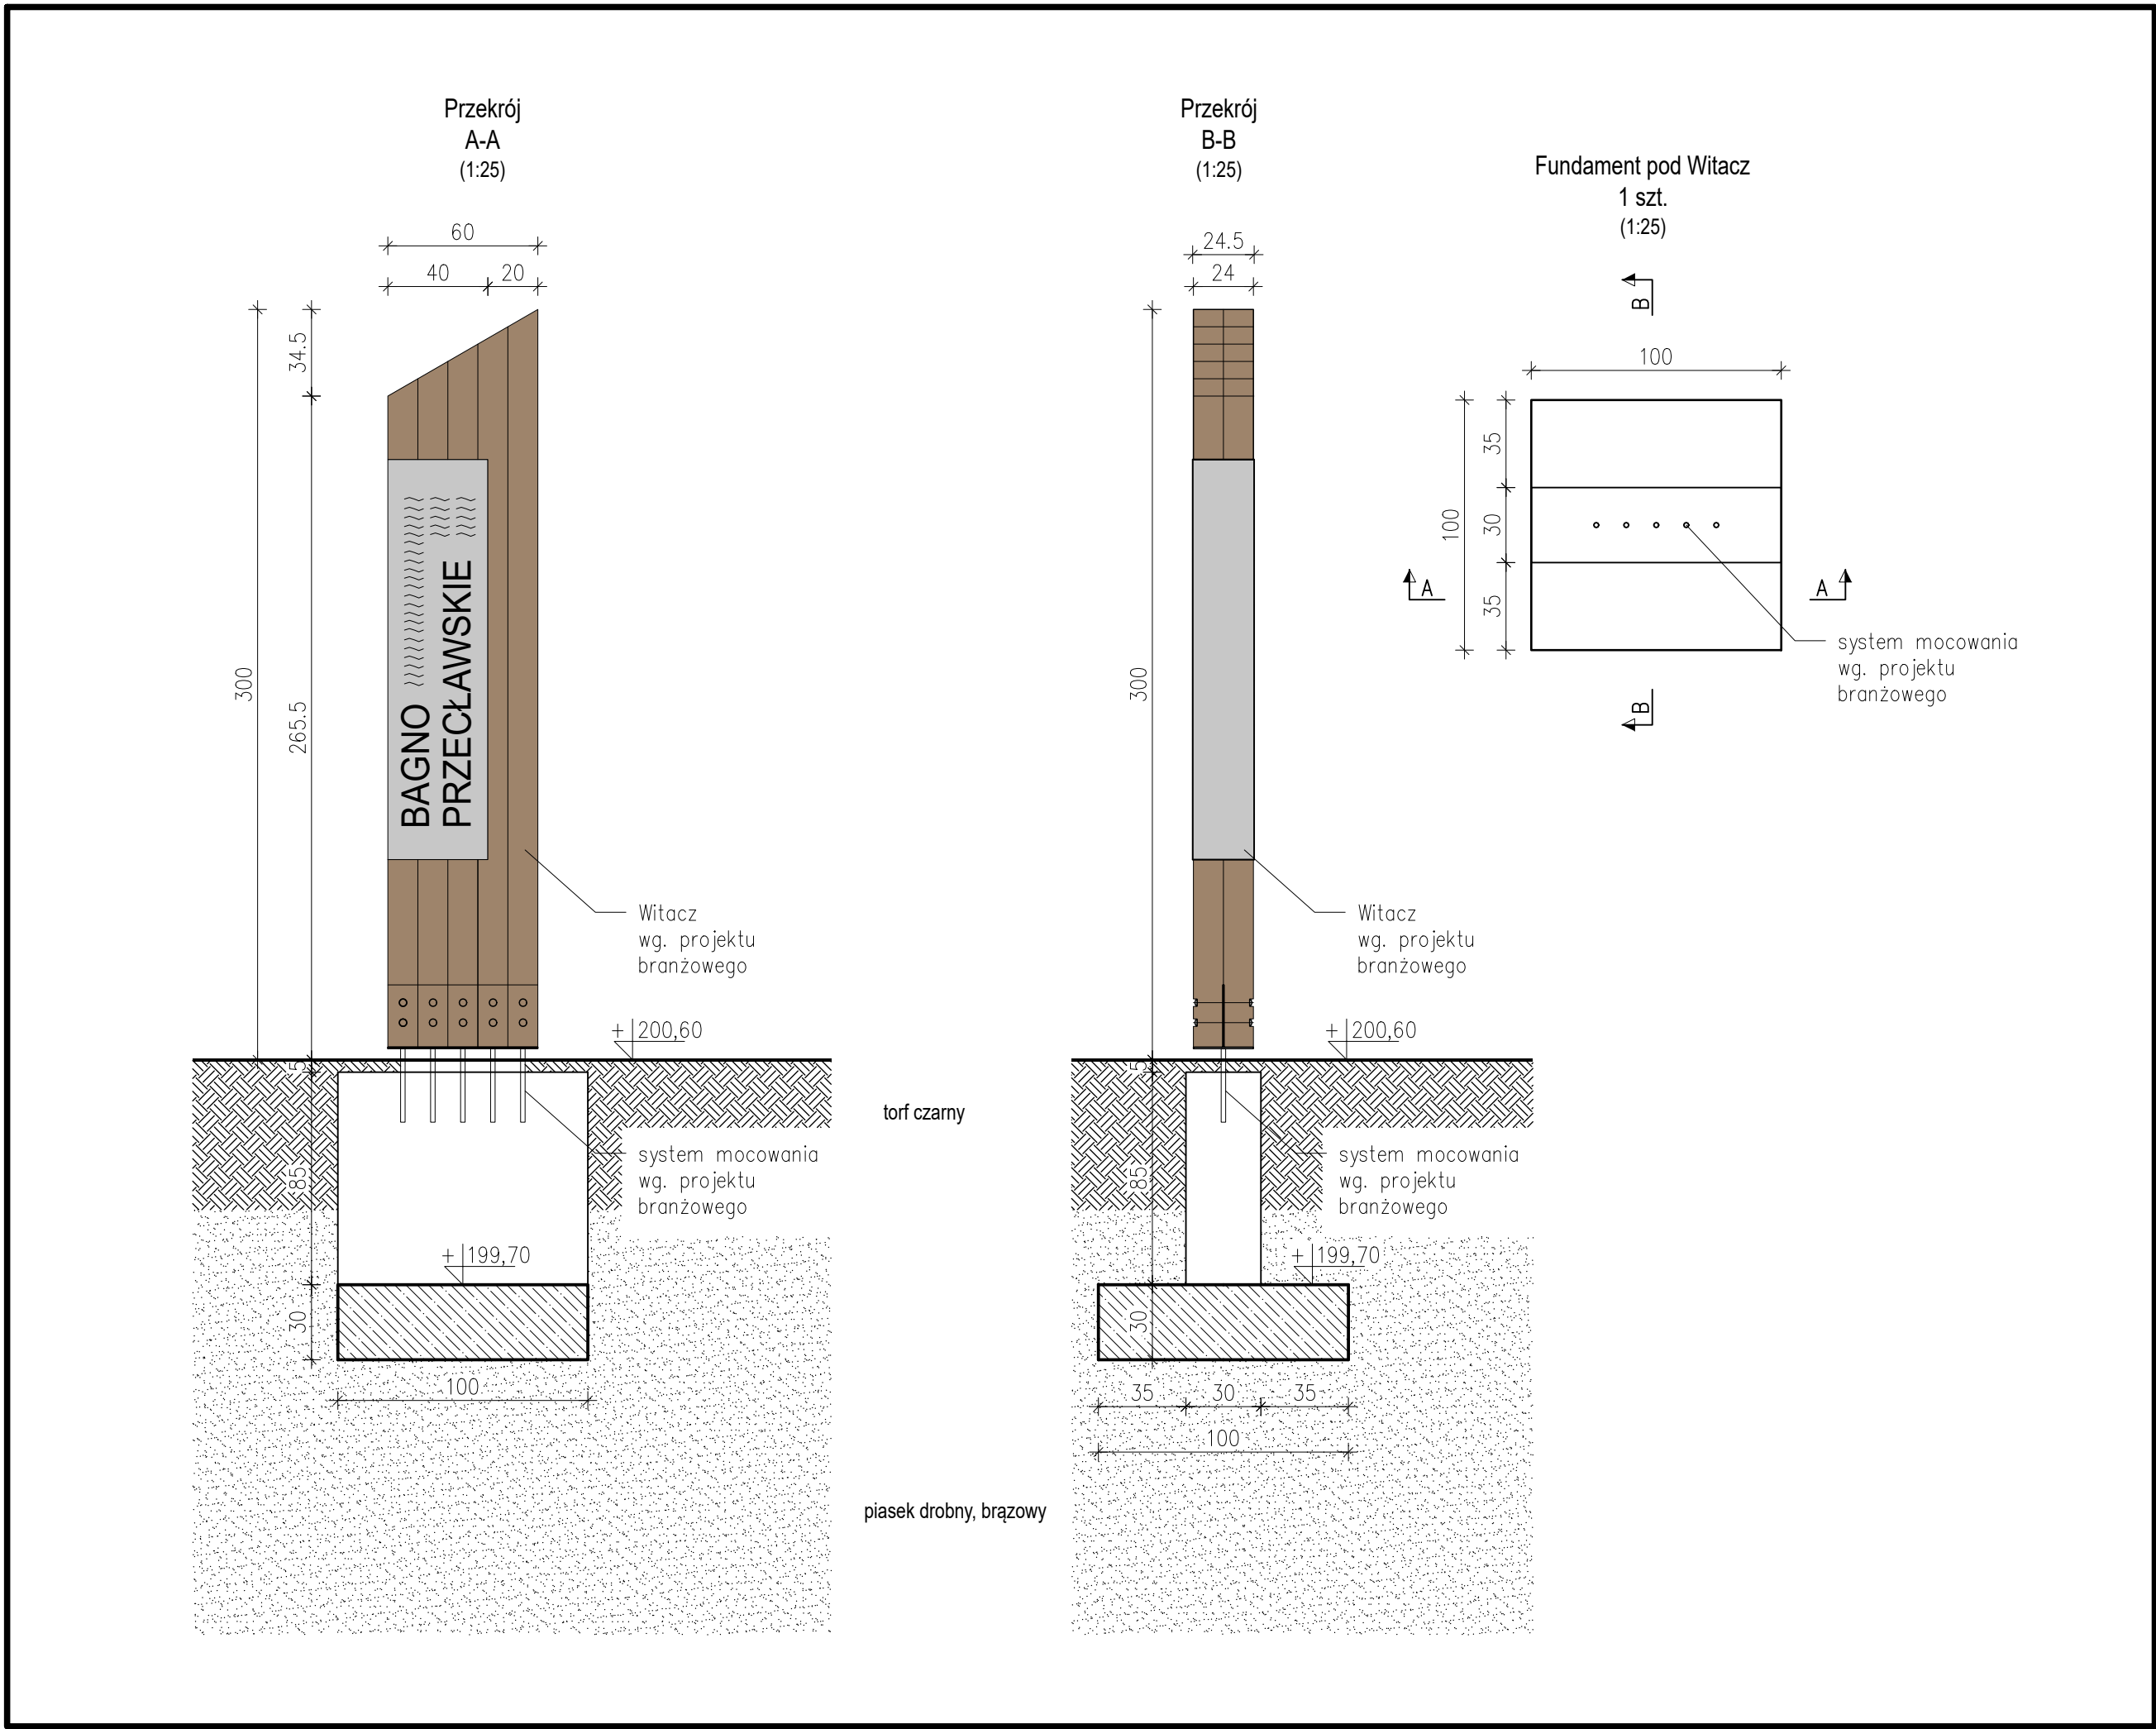 Przekrój
A-A
(1:25)
60
40
20
34.5
300
265.5
BAGNO
PRZECŁAWSKIE
Witacz
wg. projektu
branżowego
+200,60
5
85
system mocowania
wg. projektu
branżowego
+199,70
30
100
torf czarny
piasek drobny, brązowy
Przekrój
B-B
(1:25)
24.5
24
300
Witacz
wg. projektu
branżowego
+200,60
5
85
system mocowania
wg. projektu
branżowego
+199,70
30
35
30
35
100
Fundament pod Witacz
1 szt.
(1:25)
B
100
35
100
30
35
A
A
system mocowania
wg. projektu
branżowego
B